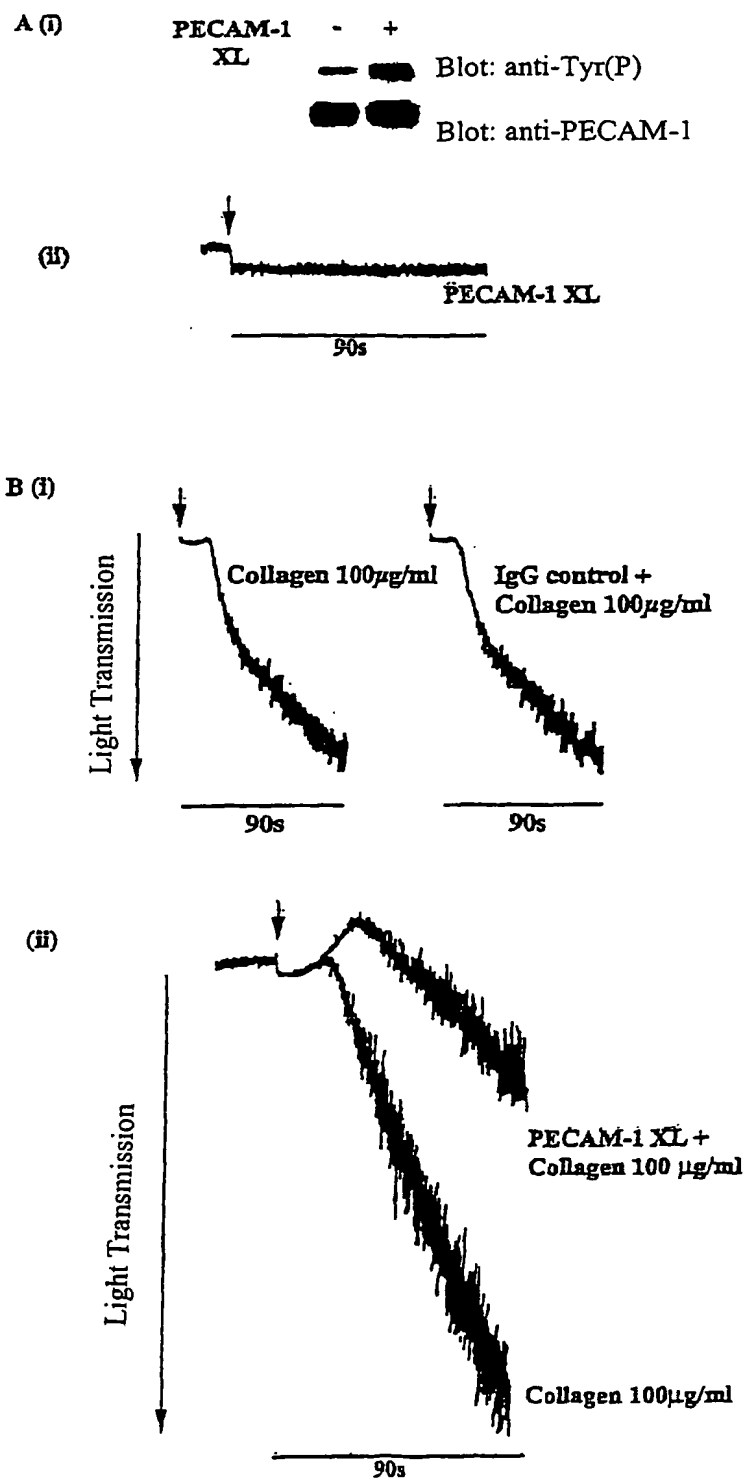 A (i)
PECAM-1 XL - +
Blot: anti-Tyr(P)
Blot: anti-PECAM-1
(ii)
PECAM-1 XL
90s
B (i)
Light Transmission
Collagen 100µg/ml
90s
IgG control +
Collagen 100µg/ml
90s
(ii)
Light Transmission
PECAM-1 XL +
Collagen 100 µg/ml
Collagen 100µg/ml
90s